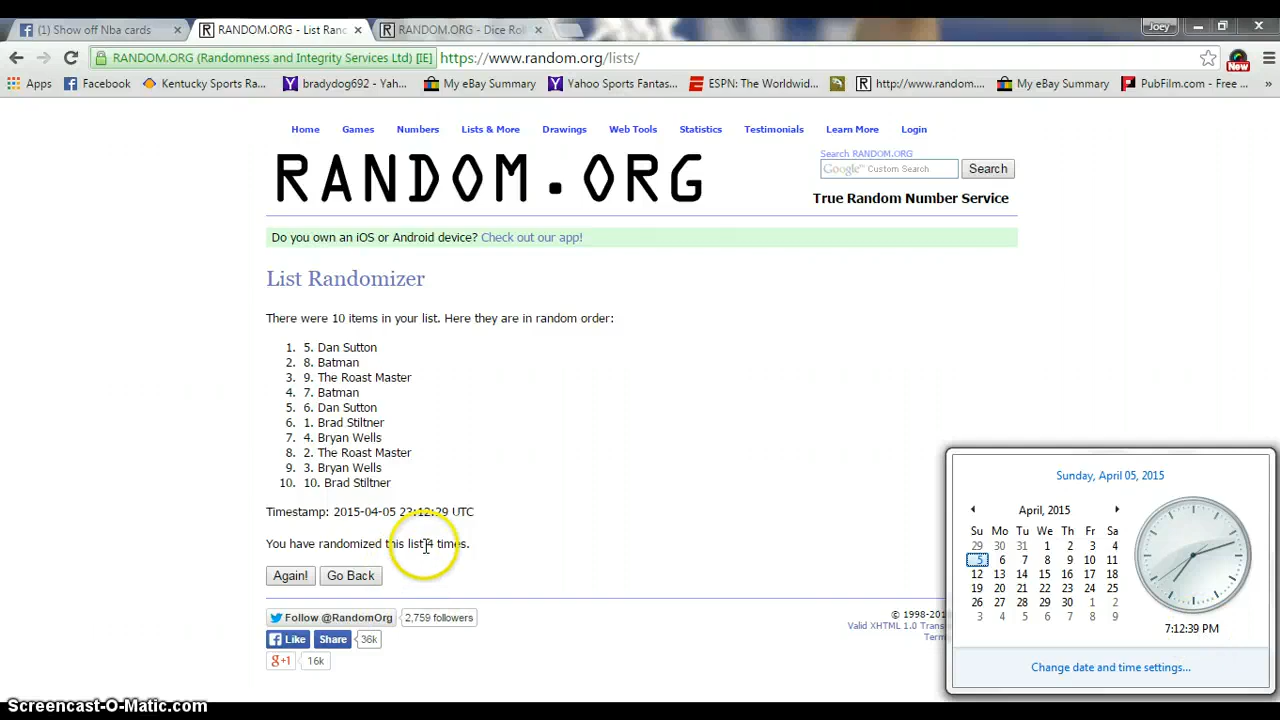 (1) Show off Nba cards
RANDOM.ORG - List Ranc
RANDOM.ORG - Dice Rol
Joey
RANDOM.ORG (Randomness and Integrity Services Ltd) [IE]
https://www.random.org/lists/
Now
Apps Facebook Kentucky Sports Ra... bradydog692 - Yah... My eBay Summary Yahoo Sports Fantas... ESPN: The Worldwid... http://www.random.... My eBay Summary PubFilm.com - Free ... »
Home Games Numbers Lists & More Drawings Web Tools Statistics Testimonials Learn More Login
RANDOM.ORG
Search RANDOM.ORG
Google™ Custom Search Search
True Random Number Service
Do you own an iOS or Android device? Check out our app!
List Randomizer
There were 10 items in your list. Here they are in random order:
1. 5. Dan Sutton
2. 8. Batman
3. 9. The Roast Master
4. 7. Batman
5. 6. Dan Sutton
6. 1. Brad Stiltner
7. 4. Bryan Wells
8. 2. The Roast Master
9. 3. Bryan Wells
10. 10. Brad Stiltner
Timestamp: 2015-04-05 23:12:29 UTC
You have randomized this list 4 times.
Again! Go Back
Follow @RandomOrg 2,759 followers
Like Share 36k
g+1 16k
© 1998-201
Valid XHTML 1.0 Trans
Term
Sunday, April 05, 2015
April, 2015
Su Mo Tu We Th Fr Sa
29 30 31 1 2 3 4
5 6 7 8 9 10 11
12 13 14 15 16 17 18
19 20 21 22 23 24 25
26 27 28 29 30 1 2
3 4 5 6 7 8 9
7:12:39 PM
Change date and time settings...
Screencast-O-Matic.com